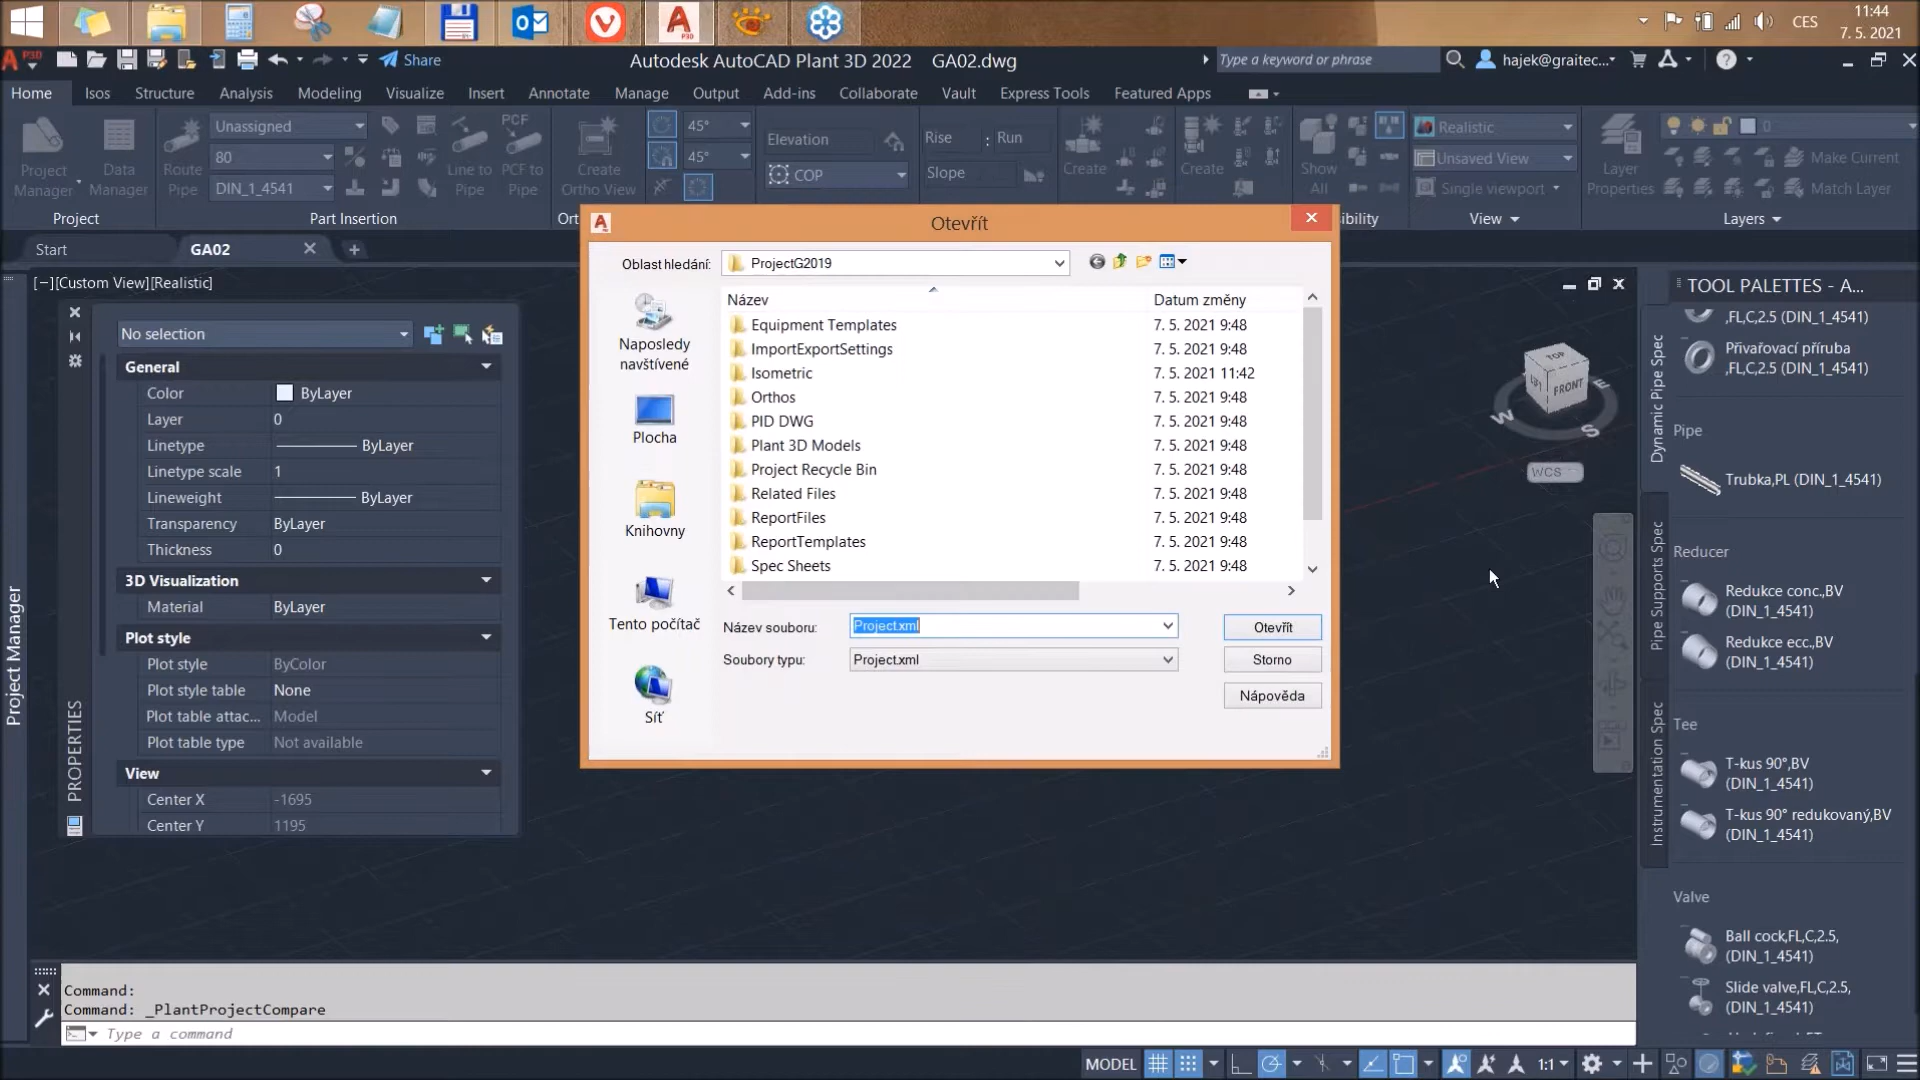 CES
11:44
7. 5. 2021
P3D
Share
Autodesk AutoCAD Plant 3D 2022 GA02.dwg
Type a keyword or phrase
hajek@graitec...
Home
Isos
Structure
Analysis
Modeling
Visualize
Insert
Annotate
Manage
Output
Add-ins
Collaborate
Vault
Express Tools
Featured Apps
Project
Manager
Data
Manager
Project
Route
Pipe
Unassigned
80
DIN_1_4541
Line to
Pipe
PCF
PCF to
Pipe
Part Insertion
Create
Ortho View
45°
45°
Elevation
COP
Rise : Run
Slope
Create
Create
Show
All
ibility
Realistic
Unsaved View
Single viewport
View
Layer
Properties
0
Make Current
Match Layer
Layers
Start
GA02
Ort
[−][Custom View][Realistic]
No selection
General
Color ByLayer
Layer 0
Linetype ByLayer
Linetype scale 1
Lineweight ByLayer
Transparency ByLayer
Thickness 0
3D Visualization
Material ByLayer
Plot style
Plot style ByColor
Plot style table None
Plot table attac... Model
Plot table type Not available
View
Center X -1695
Center Y 1195
PROPERTIES
Project Manager
Otevřít
Oblast hledání: ProjectG2019
Název Datum změny
Equipment Templates 7. 5. 2021 9:48
ImportExportSettings 7. 5. 2021 9:48
Isometric 7. 5. 2021 11:42
Orthos 7. 5. 2021 9:48
PID DWG 7. 5. 2021 9:48
Plant 3D Models 7. 5. 2021 9:48
Project Recycle Bin 7. 5. 2021 9:48
Related Files 7. 5. 2021 9:48
ReportFiles 7. 5. 2021 9:48
ReportTemplates 7. 5. 2021 9:48
Spec Sheets 7. 5. 2021 9:48
Naposledy
navštívené
Plocha
Knihovny
Tento počítač
Síť
Název souboru: Project.xml
Soubory typu: Project.xml
Otevřít
Storno
Nápověda
TOP
FRONT
W
S
E
WCS
TOOL PALETTES - A...
,FL,C,2.5 (DIN_1_4541)
Přivařovací příruba
,FL,C,2.5 (DIN_1_4541)
Pipe
Trubka,PL (DIN_1_4541)
Reducer
Redukce conc.,BV
(DIN_1_4541)
Redukce ecc.,BV
(DIN_1_4541)
Tee
T-kus 90°,BV
(DIN_1_4541)
T-kus 90° redukovaný,BV
(DIN_1_4541)
Valve
Ball cock,FL,C,2.5,
(DIN_1_4541)
Slide valve,FL,C,2.5,
(DIN_1_4541)
Dynamic Pipe Spec
Pipe Supports Spec
Instrumentation Spec
Command:
Command: _PlantProjectCompare
Type a command
MODEL
1:1